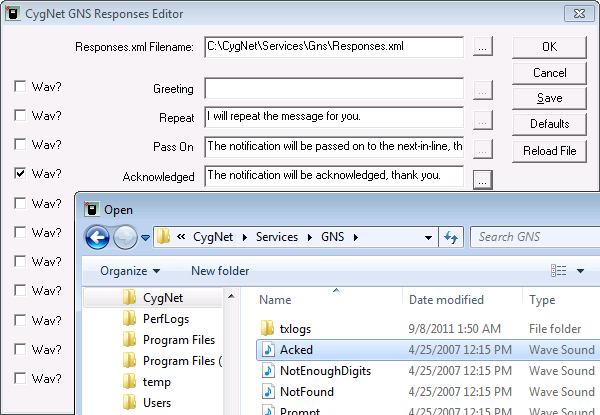 CygNet GNS Responses Editor
Responses.xml Filename: C:\CygNet\Services\Gns\Responses.xml ... OK
Cancel
Wav? Greeting ... Save
Wav? Repeat I will repeat the message for you. ... Defaults
Wav? Pass On The notification will be passed on to the next-in-line, th ... Reload File
Wav? Acknowledged The notification will be acknowledged, thank you. ...
Wav?
Wav?
Wav?
Wav?
Wav?
Wav?
Wav?
Open
« CygNet Services GNS Search GNS
Organize New folder
Name Date modified Type
CygNet
PerfLogs
Program Files
Program Files (
temp
Users
txlogs 9/8/2011 1:50 AM File folder
Acked 4/25/2007 12:15 PM Wave Sound
NotEnoughDigits 4/25/2007 12:15 PM Wave Sound
NotFound 4/25/2007 12:15 PM Wave Sound
Prompt 4/25/2007 12:15 PM Wave Sound